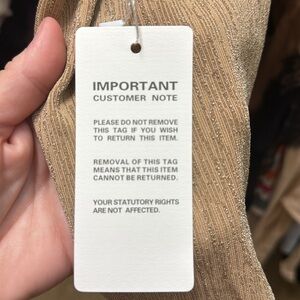 IMPORTANT
CUSTOMER NOTE
PLEASE DO NOT REMOVE
THIS TAG IF YOU WISH
TO RETURN THIS ITEM.
REMOVAL OF THIS TAG
MEANS THAT THIS ITEM
CANNOT BE RETURNED.
YOUR STATUTORY RIGHTS
ARE NOT AFFECTED.